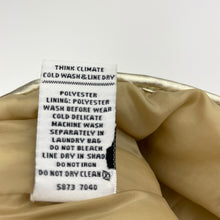 THINK CLIMATE
COLD WASH & LINE DRY
POLYESTER
LINING: POLYESTER
WASH BEFORE WEAR
COLD DELICATE
MACHINE WASH
SEPARATELY IN
LAUNDRY BAG
DO NOT BLEACH
LINE DRY IN SHADE
DO NOT IRON
DO NOT DRY CLEAN
5873 7040